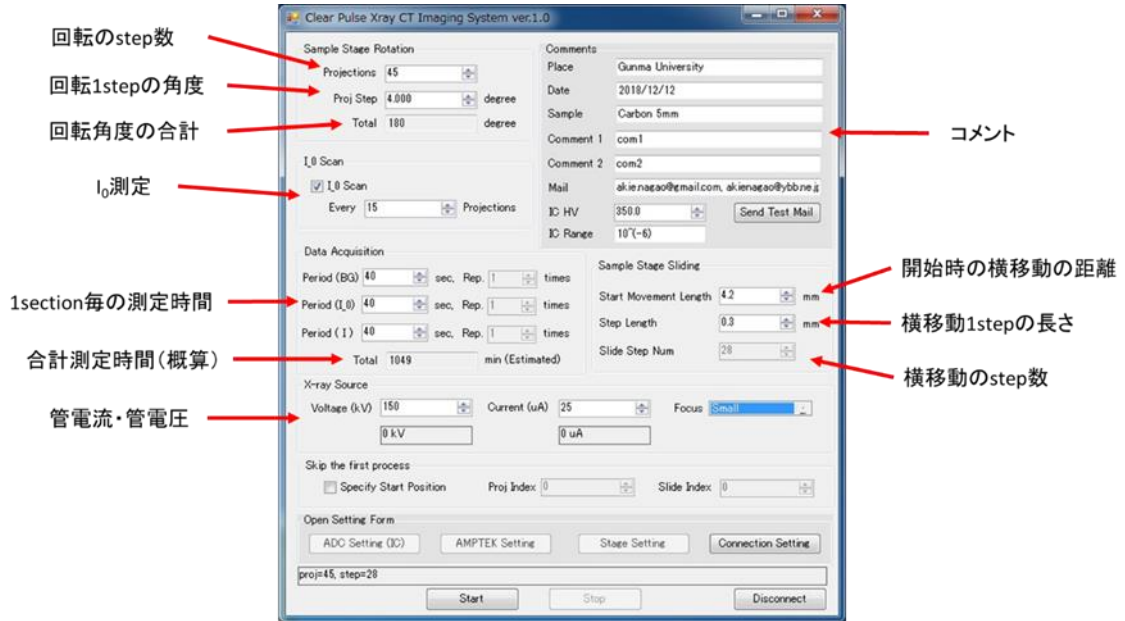 Clear Pulse Xray CT Imaging System ver.1.0
回転のstep数
回転1stepの角度
回転角度の合計
I₀測定
1section毎の測定時間
合計測定時間（概算）
管電流・管電圧
Sample Stage Rotation
Projections 45
Proj Step 4.000 degree
Total 180 degree
I_0 Scan
I_0 Scan
Every 15 Projections
Data Acquisition
Period (BG) 40 sec, Rep. 1 times
Period (I_0) 40 sec, Rep. 1 times
Period ( I ) 40 sec, Rep. 1 times
Total 1049 min (Estimated)
Comments
Place Gunma University
Date 2018/12/12
Sample Carbon 5mm
Comment 1 com1
Comment 2 com2
Mail akie.nagao@gmail.com, akienagao@ybb.ne.j
IC HV 350.0 Send Test Mail
IC Range 10^(-6)
Sample Stage Sliding
Start Movement Length 4.2 mm
Step Length 0.3 mm
Slide Step Num 28
コメント
開始時の横移動の距離
横移動1stepの長さ
横移動のstep数
X-ray Source
Voltage (kV) 150 Current (uA) 25 Focus Small
0 kV 0 uA
Skip the first process
Specify Start Position Proj Index 0 Slide Index 0
Open Setting Form
ADC Setting (IC) AMPTEK Setting Stage Setting Connection Setting
proj=45, step=28
Start Stop Disconnect